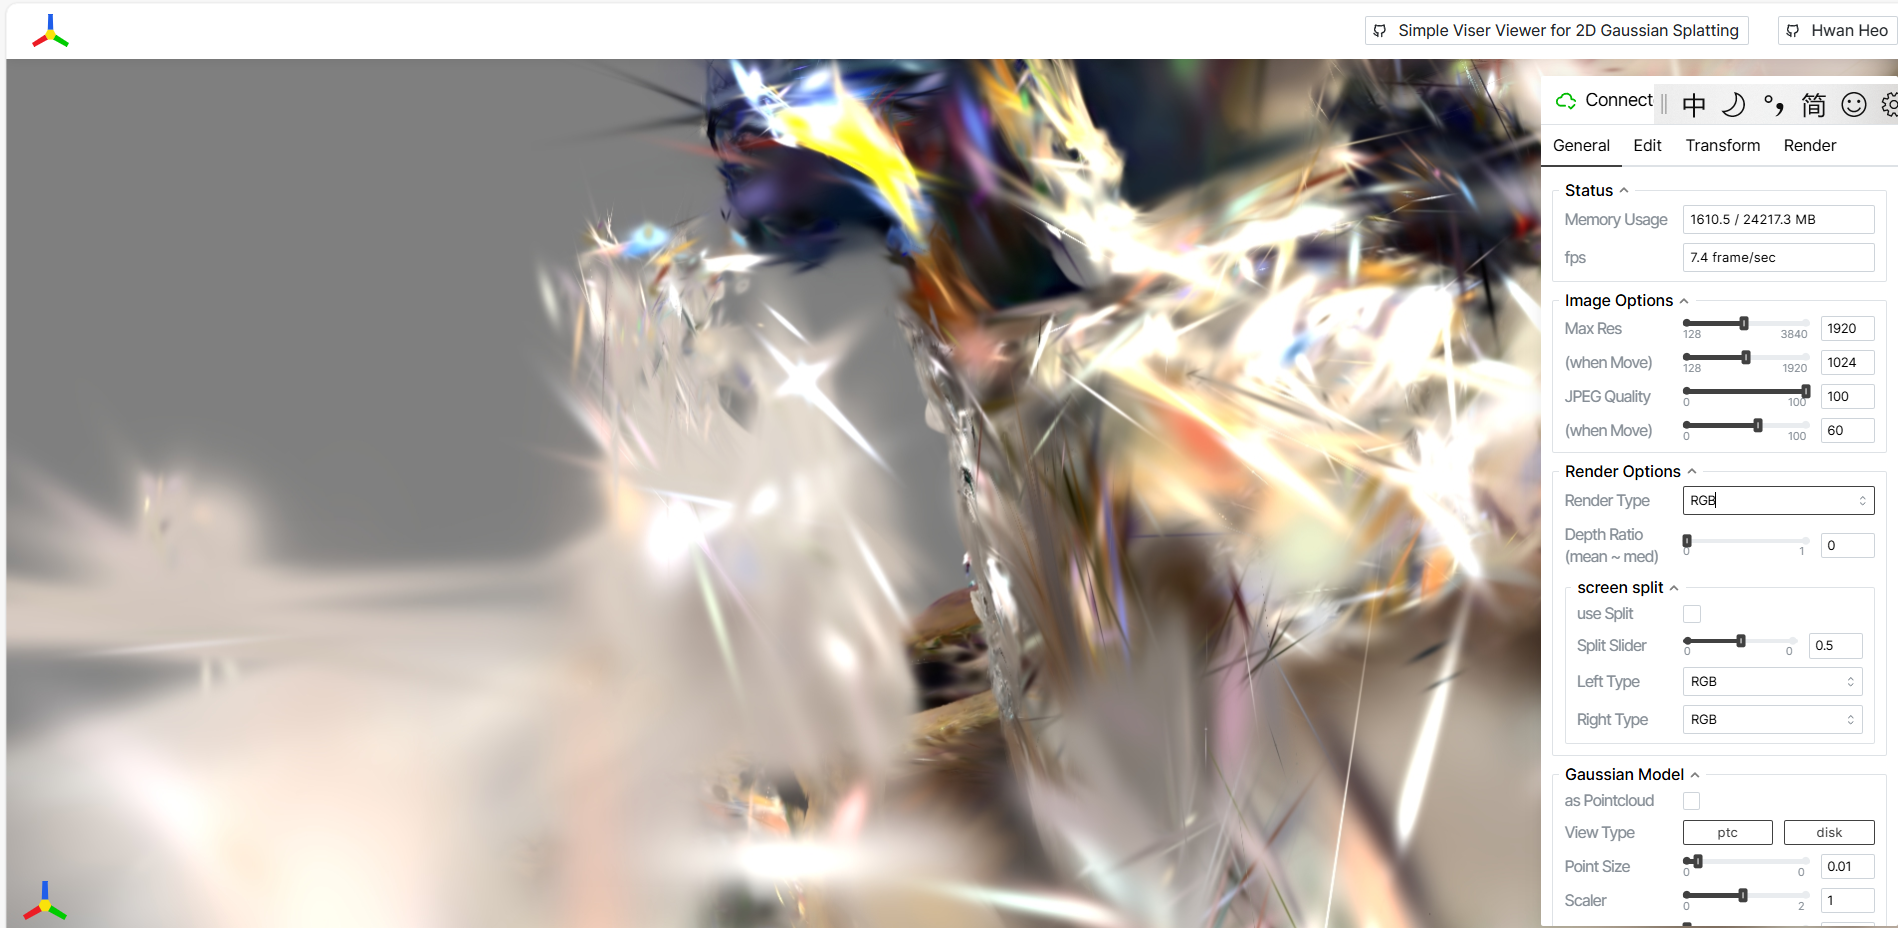 Simple Viser Viewer for 2D Gaussian Splatting
Hwan Heo
Connect
中 简
General Edit Transform Render
Status
Memory Usage 1610.5 / 24217.3 MB
fps 7.4 frame/sec
Image Options
Max Res 1920
128 3840
(when Move) 1024
128 1920
JPEG Quality 100
0 100
(when Move) 60
0 100
Render Options
Render Type RGB
Depth Ratio
(mean ~ med) 0
0 1
screen split
use Split
Split Slider 0.5
0 0
Left Type RGB
Right Type RGB
Gaussian Model
as Pointcloud
View Type ptc disk
Point Size 0.01
0 0
Scaler 1
0 2